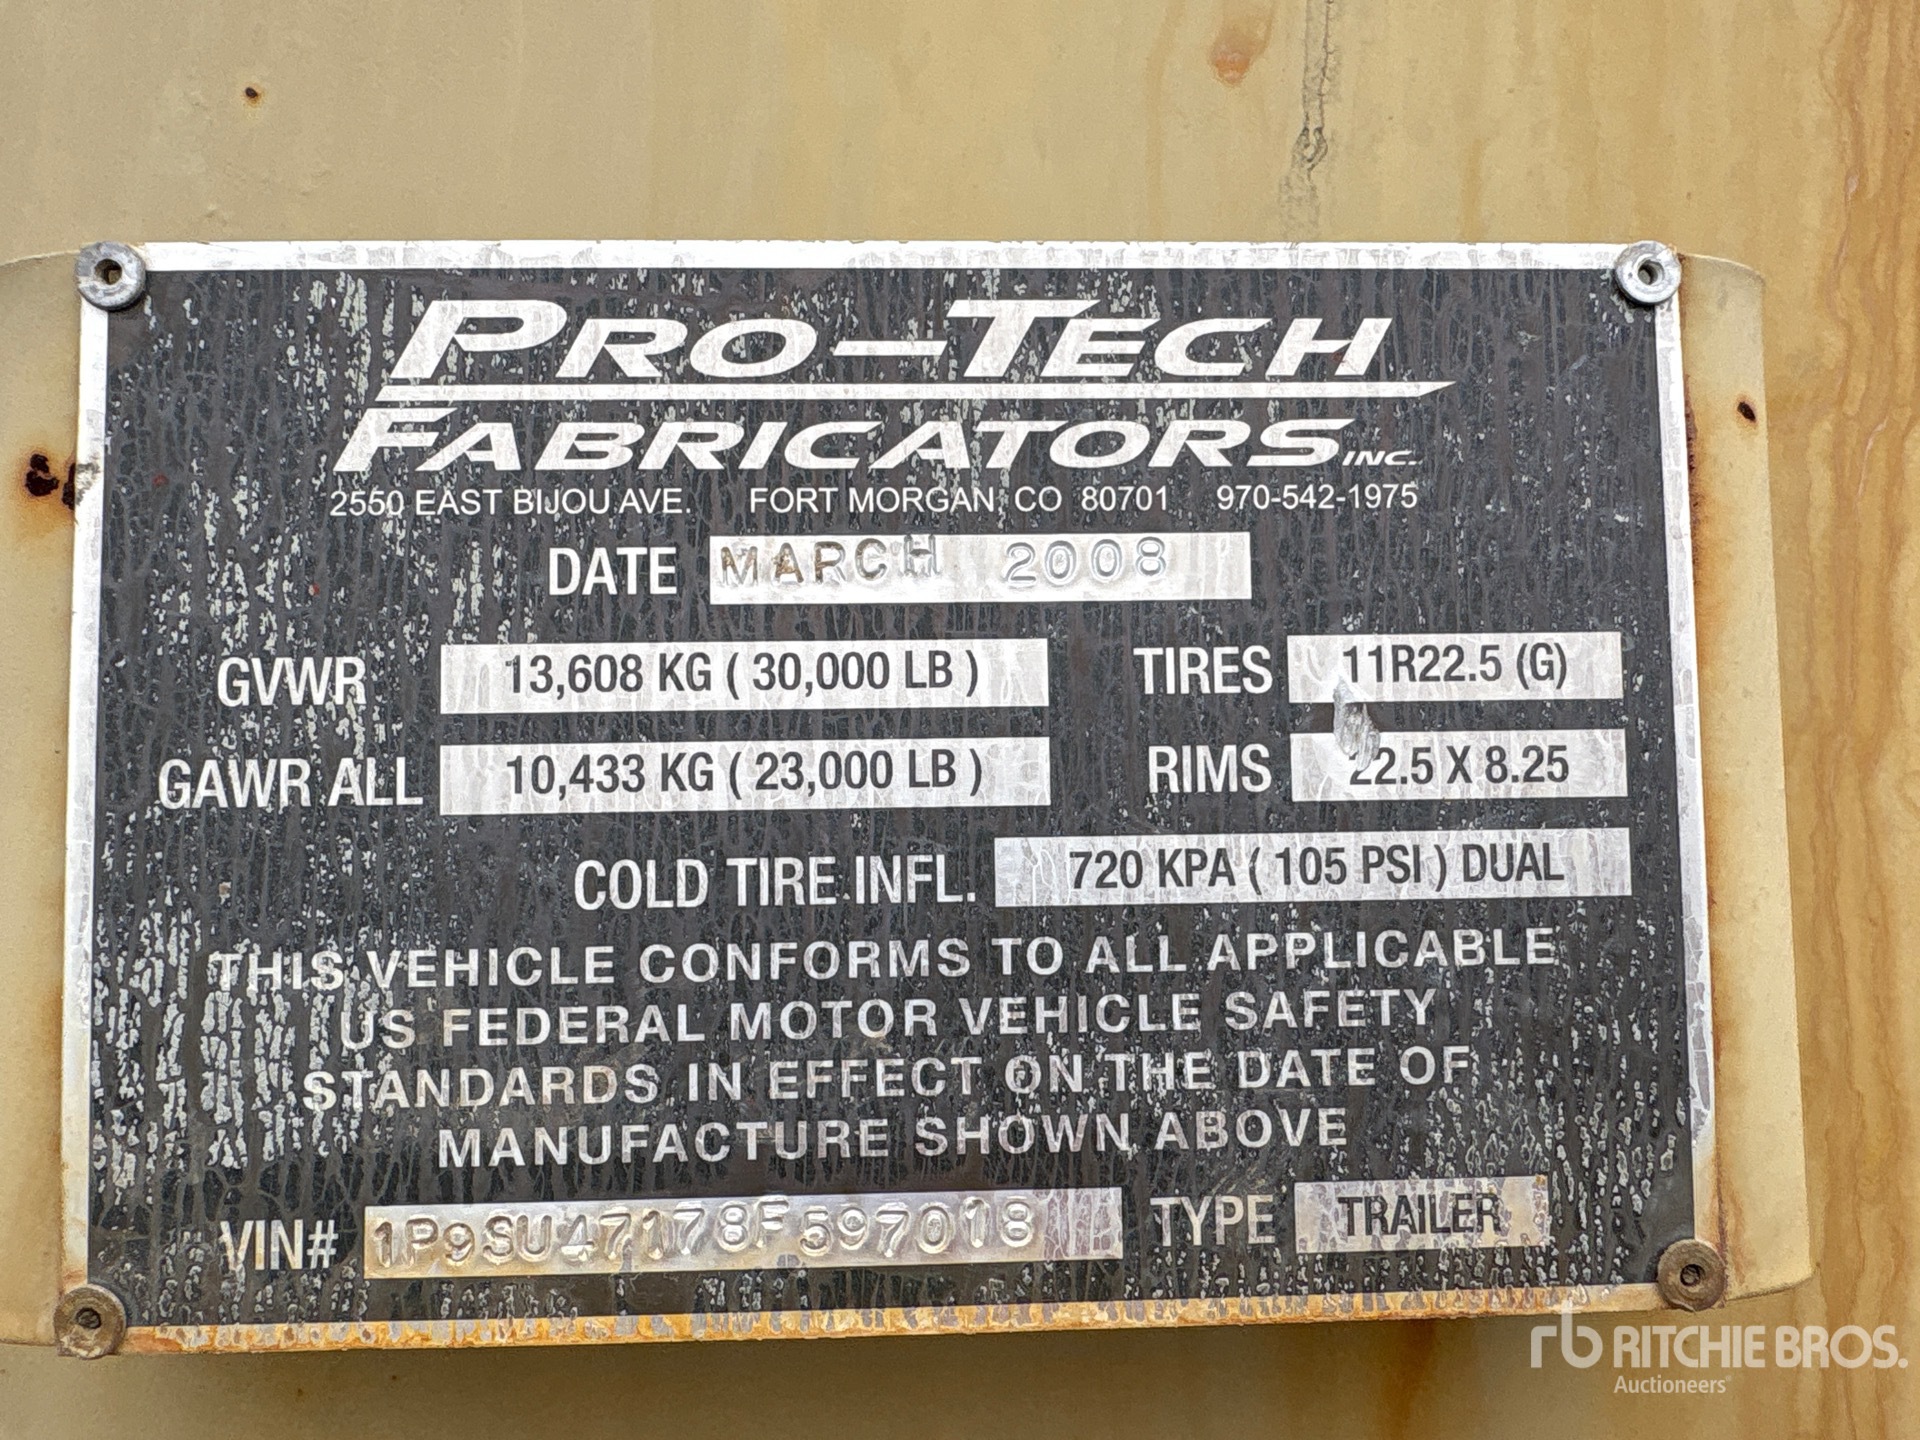 PRO-TECH
FABRICATORS INC.
2550 EAST BIJOU AVE. FORT MORGAN, CO 80701 970-542-1975
DATE MARCH 2008
GVWR 13,608 KG ( 30,000 LB ) TIRES 11R22.5 (G)
GAWR ALL 10,433 KG ( 23,000 LB ) RIMS 22.5 X 8.25
COLD TIRE INFL. 720 KPA ( 105 PSI ) DUAL
THIS VEHICLE CONFORMS TO ALL APPLICABLE
US FEDERAL MOTOR VEHICLE SAFETY
STANDARDS IN EFFECT ON THE DATE OF
MANUFACTURE SHOWN ABOVE
VIN# 1P9SU47178F597018 TYPE TRAILER
rb RITCHIE BROS.
Auctioneers